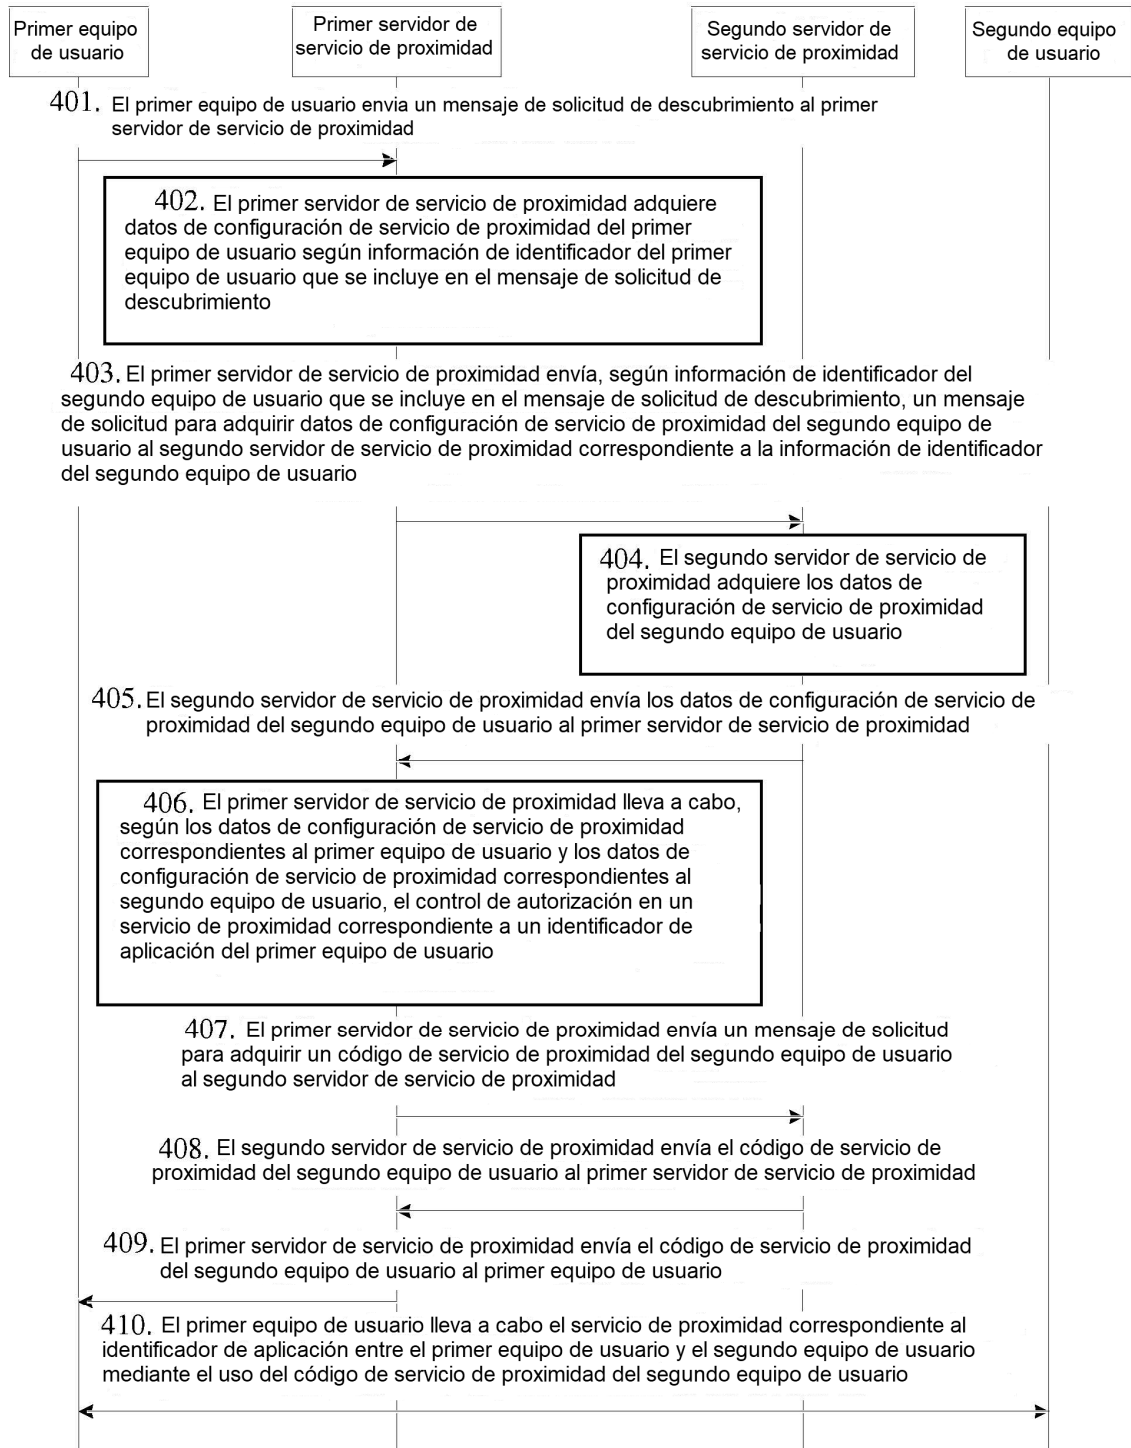 Primer equipo
de usuario
Primer servidor de
servicio de proximidad
Segundo servidor de
servicio de proximidad
Segundo equipo
de usuario
401. El primer equipo de usuario envia un mensaje de solicitud de descubrimiento al primer
servidor de servicio de proximidad
402. El primer servidor de servicio de proximidad adquiere
datos de configuración de servicio de proximidad del primer
equipo de usuario según información de identificador del primer
equipo de usuario que se incluye en el mensaje de solicitud de
descubrimiento
403. El primer servidor de servicio de proximidad envía, según información de identificador del
segundo equipo de usuario que se incluye en el mensaje de solicitud de descubrimiento, un mensaje
de solicitud para adquirir datos de configuración de servicio de proximidad del segundo equipo de
usuario al segundo servidor de servicio de proximidad correspondiente a la información de identificador
del segundo equipo de usuario
404. El segundo servidor de servicio de
proximidad adquiere los datos de
configuración de servicio de proximidad
del segundo equipo de usuario
405. El segundo servidor de servicio de proximidad envía los datos de configuración de servicio de
proximidad del segundo equipo de usuario al primer servidor de servicio de proximidad
406. El primer servidor de servicio de proximidad lleva a cabo,
según los datos de configuración de servicio de proximidad
correspondientes al primer equipo de usuario y los datos de
configuración de servicio de proximidad correspondientes al
segundo equipo de usuario, el control de autorización en un
servicio de proximidad correspondiente a un identificador de
aplicación del primer equipo de usuario
407. El primer servidor de servicio de proximidad envía un mensaje de solicitud
para adquirir un código de servicio de proximidad del segundo equipo de usuario
al segundo servidor de servicio de proximidad
408. El segundo servidor de servicio de proximidad envía el código de servicio de
proximidad del segundo equipo de usuario al primer servidor de servicio de proximidad
409. El primer servidor de servicio de proximidad envía el código de servicio de proximidad
del segundo equipo de usuario al primer equipo de usuario
410. El primer equipo de usuario lleva a cabo el servicio de proximidad correspondiente al
identificador de aplicación entre el primer equipo de usuario y el segundo equipo de usuario
mediante el uso del código de servicio de proximidad del segundo equipo de usuario